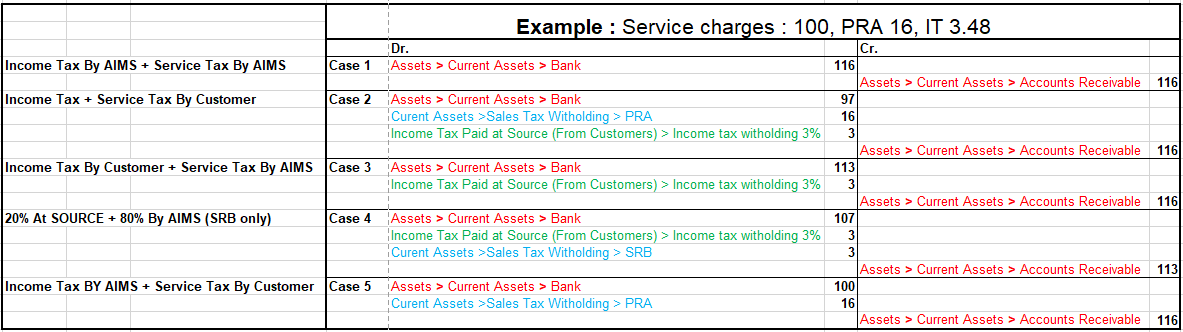 Example : Service charges : 100, PRA 16, IT 3.48
Dr. Cr.
Income Tax By AIMS + Service Tax By AIMS Case 1 Assets > Current Assets > Bank 116
Assets > Current Assets > Accounts Receivable 116
Income Tax + Service Tax By Customer Case 2 Assets > Current Assets > Bank 97
Curent Assets >Sales Tax Witholding > PRA 16
Income Tax Paid at Source (From Customers) > Income tax witholding 3% 3
Assets > Current Assets > Accounts Receivable 116
Income Tax By Customer + Service Tax By AIMS Case 3 Assets > Current Assets > Bank 113
Income Tax Paid at Source (From Customers) > Income tax witholding 3% 3
Assets > Current Assets > Accounts Receivable 116
20% At SOURCE + 80% By AIMS (SRB only) Case 4 Assets > Current Assets > Bank 107
Income Tax Paid at Source (From Customers) > Income tax witholding 3% 3
Curent Assets >Sales Tax Witholding > SRB 3
Assets > Current Assets > Accounts Receivable 113
Income Tax BY AIMS + Service Tax By Customer Case 5 Assets > Current Assets > Bank 100
Curent Assets >Sales Tax Witholding > PRA 16
Assets > Current Assets > Accounts Receivable 116